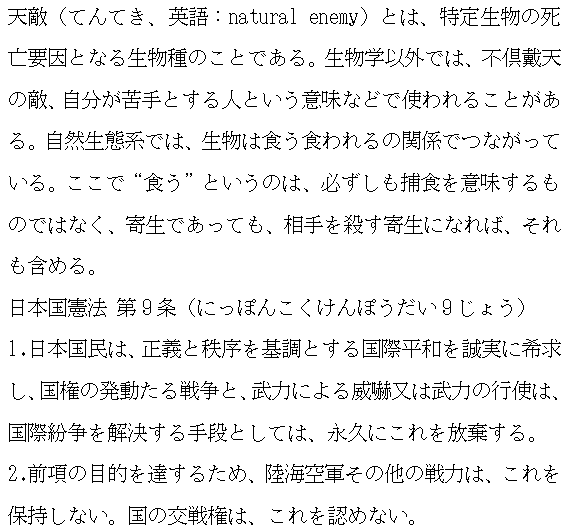 天敵（てんてき、英語：natural enemy）とは、特定生物の死
亡要因となる生物種のことである。生物学以外では、不倶戴天
の敵、自分が苦手とする人という意味などで使われることがあ
る。自然生態系では、生物は食う食われるの関係でつながって
いる。ここで“食う”というのは、必ずしも捕食を意味するも
のではなく、寄生であっても、相手を殺す寄生になれば、それ
も含める。
日本国憲法 第9条（にっぽんこくけんぽうだい9じょう）
1.日本国民は、正義と秩序を基調とする国際平和を誠実に希求
し、国権の発動たる戦争と、武力による威嚇又は武力の行使は、
国際紛争を解決する手段としては、永久にこれを放棄する。
2.前項の目的を達するため、陸海空軍その他の戦力は、これを
保持しない。国の交戦権は、これを認めない。